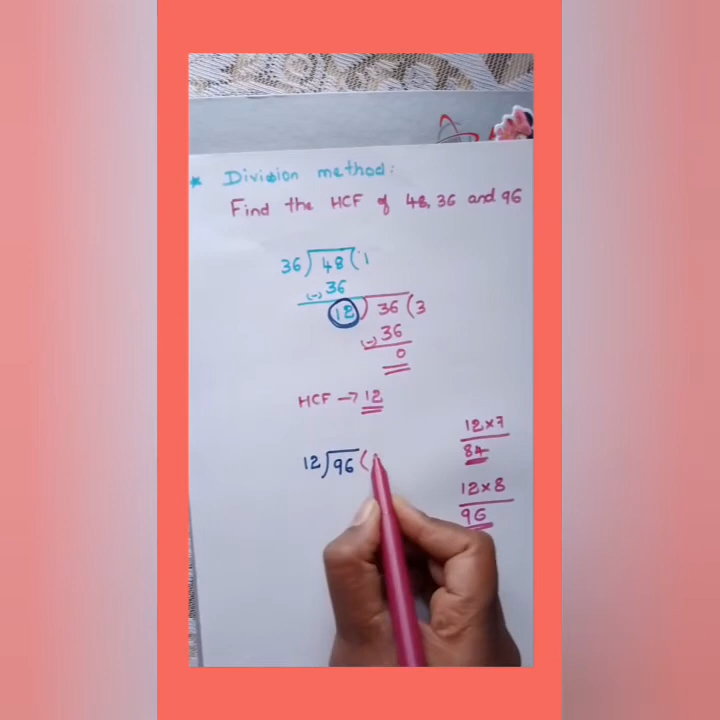 * Division method:
Find the HCF of 48, 36 and 96
36) 48 (1
(-) 36
12) 36 (3
(-) 36
0
HCF → 12
12 × 7
84
12) 96 (
12 × 8
96